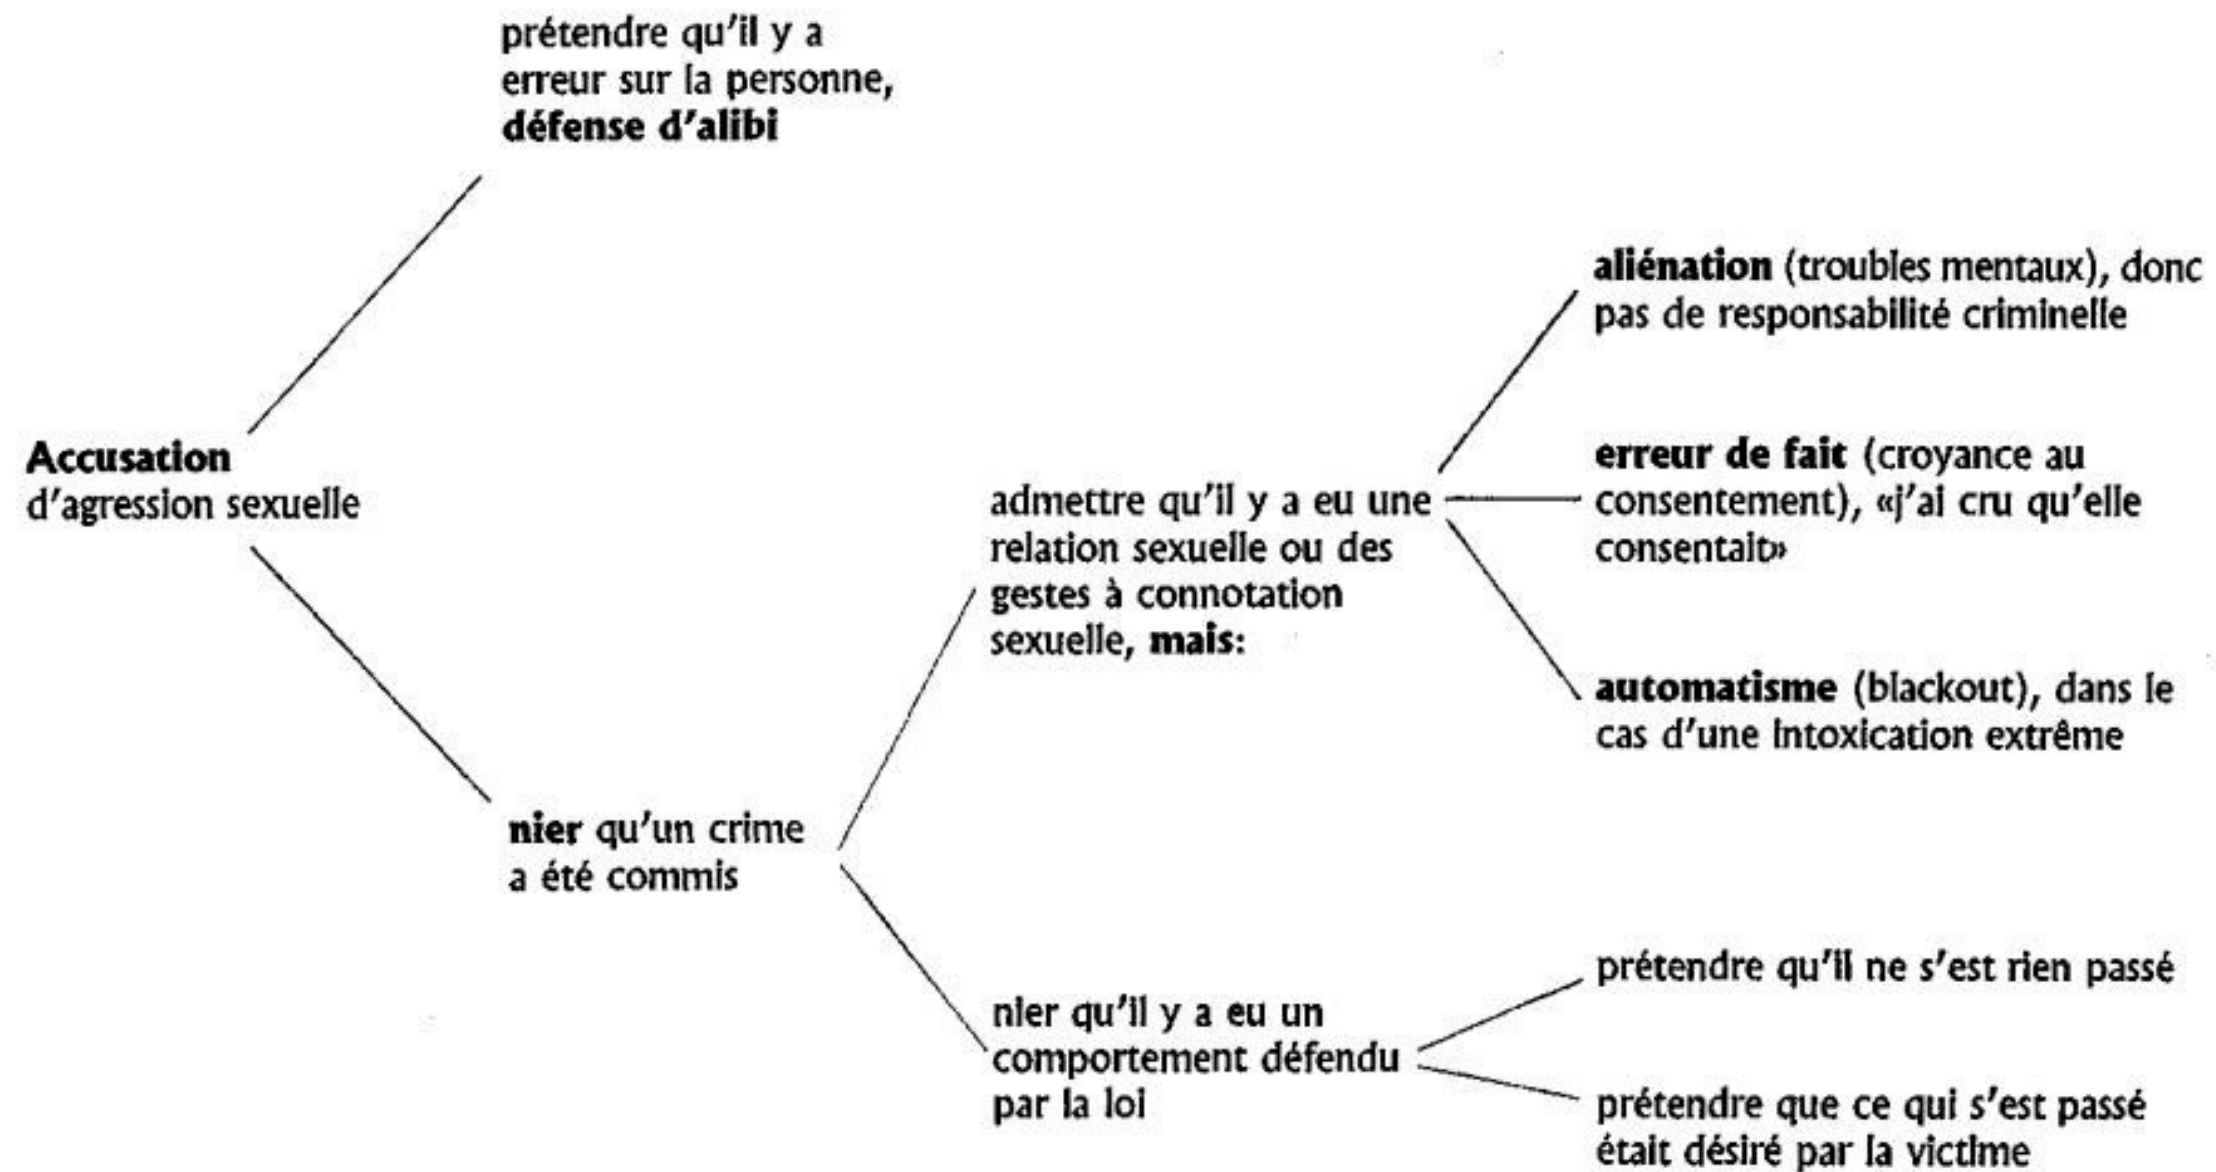 prétendre qu'il y a
erreur sur la personne,
défense d'alibi
Accusation
d'agression sexuelle
nier qu'un crime
a été commis
admettre qu'il y a eu une
relation sexuelle ou des
gestes à connotation
sexuelle, mais:
nier qu'il y a eu un
comportement défendu
par la loi
aliénation (troubles mentaux), donc
pas de responsabilité criminelle
erreur de fait (croyance au
consentement), «j'ai cru qu'elle
consentait»
automatisme (blackout), dans le
cas d'une intoxication extrême
prétendre qu'il ne s'est rien passé
prétendre que ce qui s'est passé
était désiré par la victime